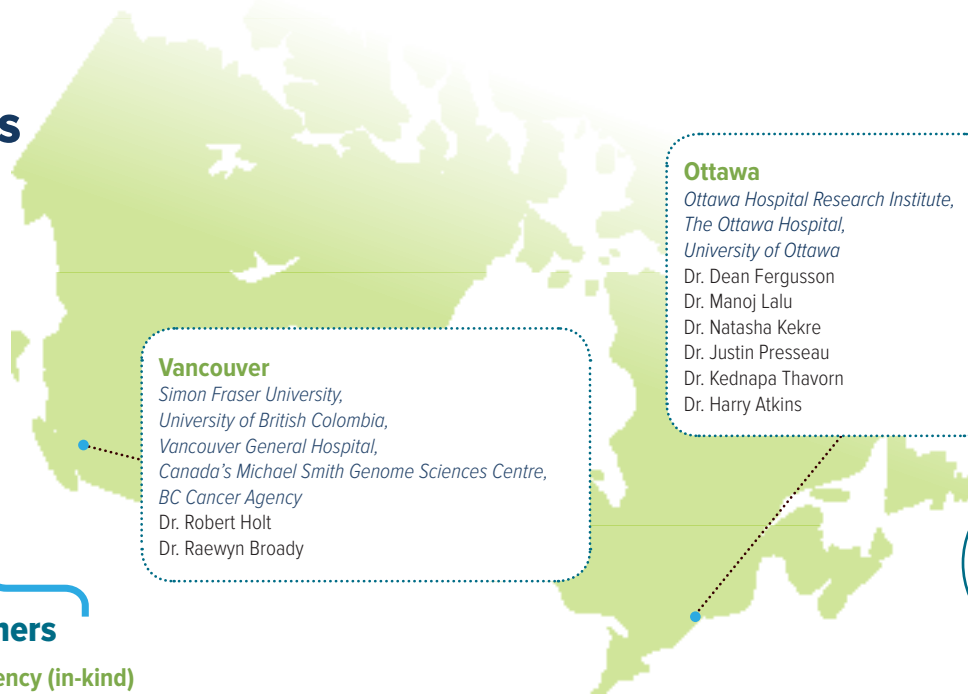 s
Ottawa
Ottawa Hospital Research Institute,
The Ottawa Hospital,
University of Ottawa
Dr. Dean Fergusson
Dr. Manoj Lalu
Dr. Natasha Kekre
Dr. Justin Presseau
Dr. Kednapa Thavorn
Dr. Harry Atkins
Vancouver
Simon Fraser University,
University of British Colombia,
Vancouver General Hospital,
Canada's Michael Smith Genome Sciences Centre,
BC Cancer Agency
Dr. Robert Holt
Dr. Raewyn Broady
ners
ency (in-kind)